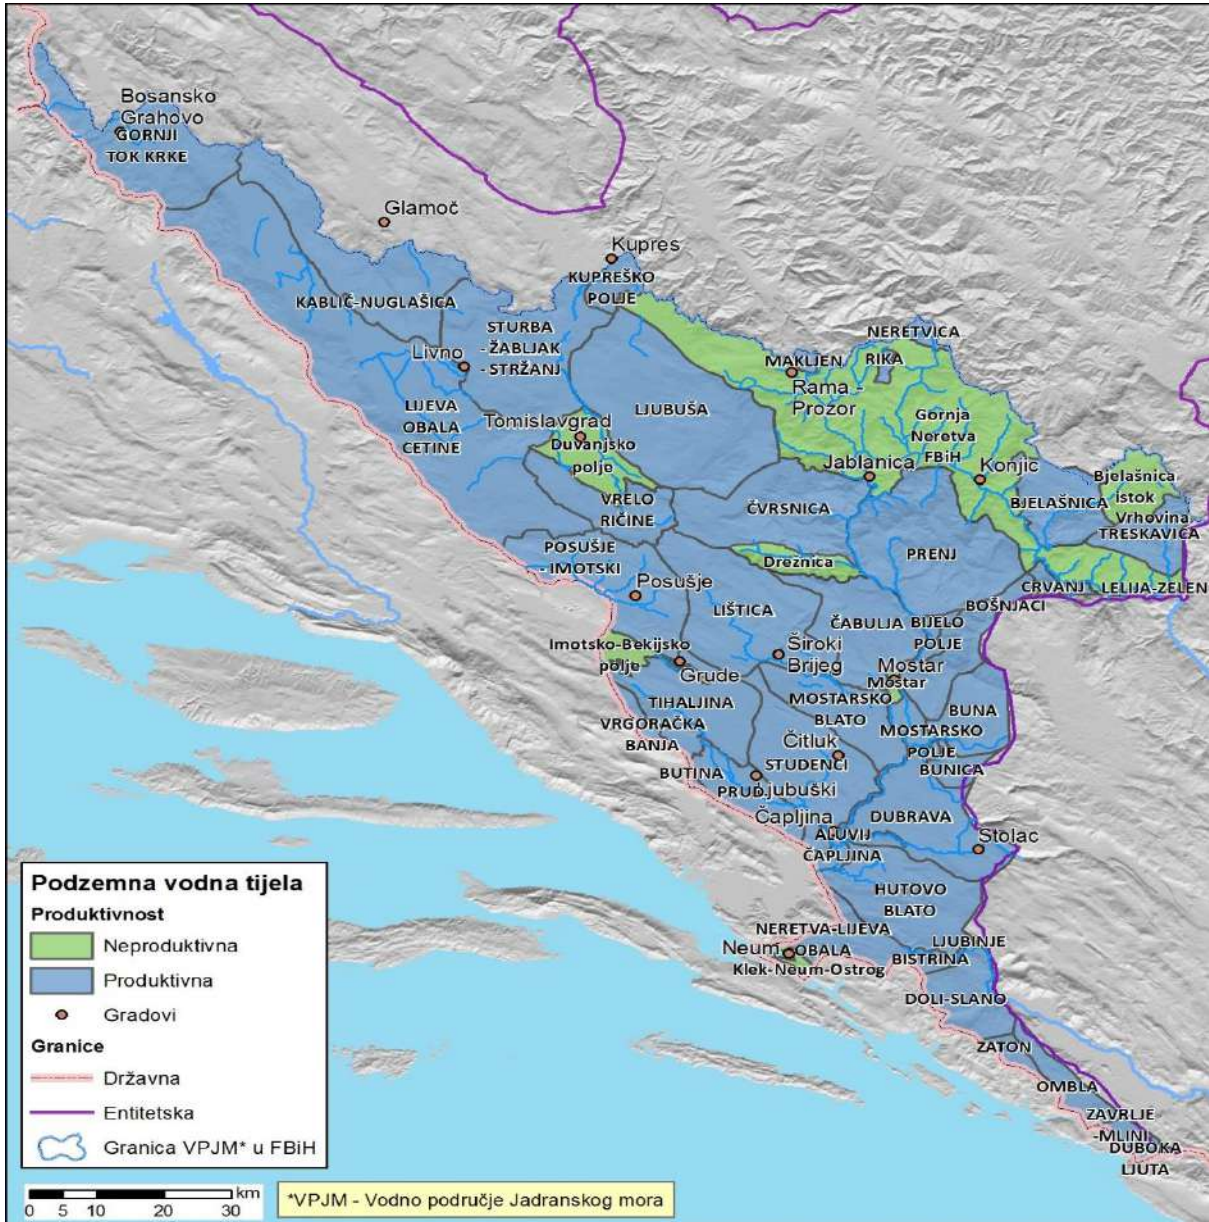 Bosansko
Grahovo
GORNJI
TOK KRKE
Glamoč
Kupres
KUPREŠKO
POLJE
KABLIĆ-NUGLAŠICA
STURBA
- ŽABLJAK
- STRŽANJ
NERETVICA
RIKA
MAKLJEN
Rama -
Prozor
Livno
LIJEVA
OBALA
CETINE
LJUBUŠA
Gornja
Neretva
FBiH
Tomislavgrad
Duvanjsko
polje
Jablanica
Konjic
Bjelašnica
istok
BJELAŠNICA
Vrhovina
TRESKAVICA
VRELO
RIČINE
ČVRSNICA
POSUŠJE
- IMOTSKI
Drežnica
PRENJ
CRVANJ
LELIJA-ZELEN
Posušje
LIŠTICA
BOŠNJACI
ČABULJA
BIJELO
POLJE
Imotsko-Bekijsko
polje
Grude
Široki
Brijeg
Mostar
Mostar
TIHALJINA
MOSTARSKO
BLATO
BUNA
VRGORAČKA
BANJA
MOSTARSKO
POLJE
Čitluk
STUDENCI
BUNICA
BUTINA
PRUD
Ljubuški
Čapljina
DUBRAVA
ALUVIJ
ČAPLJINA
Stolac
HUTOVO
BLATO
NERETVA-LIJEVA
OBALA
Neum
Klek-Neum-Ostrog
LJUBINJE
BISTRINA
DOLI-SLANO
ZATON
OMBLA
ZAVRLJE
-MLINI
DUBOKA
LJUTA
Podzemna vodna tijela
Produktivnost
Neproduktivna
Produktivna
Gradovi
Granice
Državna
Entitetska
Granica VPJM* u FBiH
km
0 5 10 20 30
*VPJM - Vodno područje Jadranskog mora